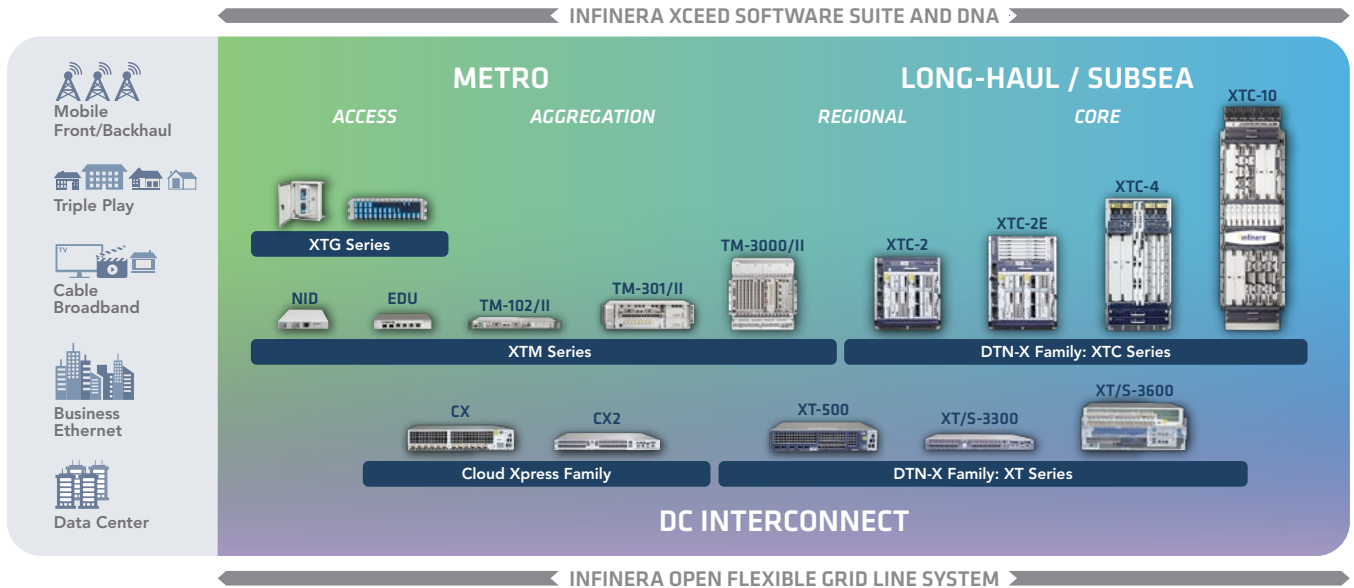 INFINERA XCEED SOFTWARE SUITE AND DNA
METRO
LONG-HAUL / SUBSEA
ACCESS
AGGREGATION
REGIONAL
CORE
Mobile
Front/Backhaul
Triple Play
TV
Cable
Broadband
Business
Ethernet
Data Center
XTG Series
NID
EDU
TM-102/II
TM-301/II
TM-3000/II
XTM Series
XTC-2
XTC-2E
XTC-4
XTC-10
infinera
DTN-X Family: XTC Series
CX
CX2
Cloud Xpress Family
XT-500
XT/S-3300
XT/S-3600
DTN-X Family: XT Series
DC INTERCONNECT
INFINERA OPEN FLEXIBLE GRID LINE SYSTEM